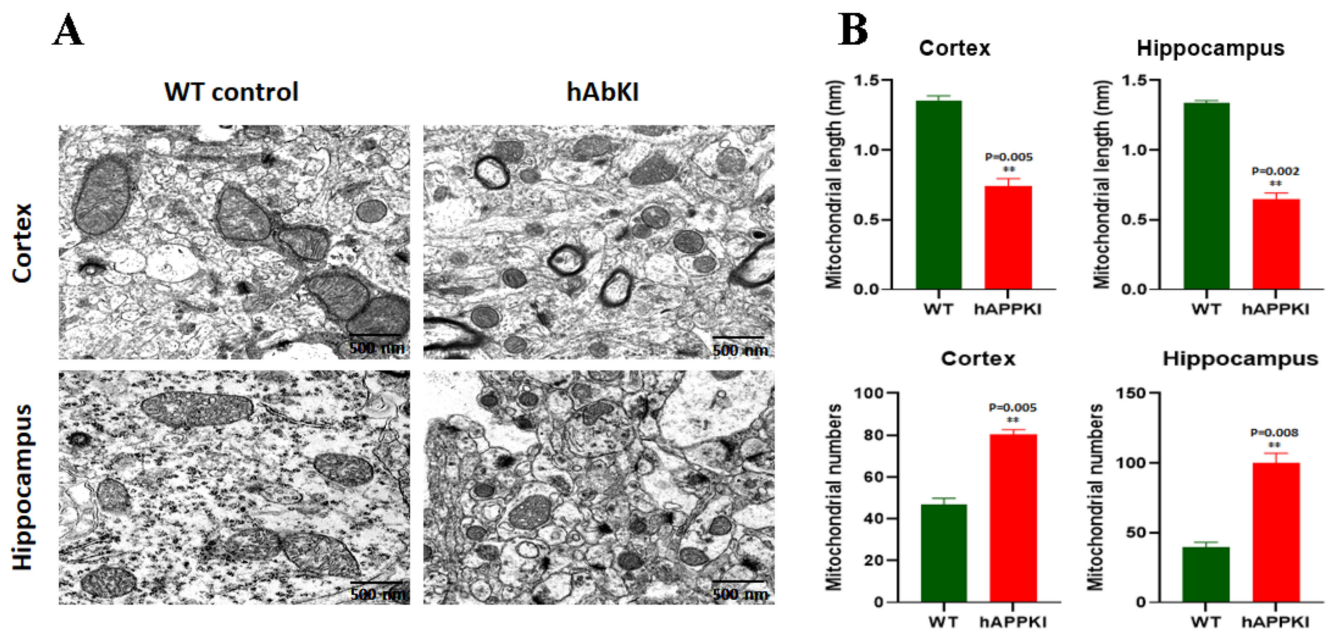 A
WT control
hAbKI
Cortex
500 nm
500 nm
Hippocampus
500 nm
500 nm
B
Cortex
Mitochondrial length (nm)
1.5
1.0
0.5
0.0
P=0.005
**
WT
hAPPKI
Hippocampus
Mitochondrial length (nm)
1.5
1.0
0.5
0.0
P=0.002
**
WT
hAPPKI
Cortex
Mitochondrial numbers
100
80
60
40
20
0
P=0.005
**
WT
hAPPKI
Hippocampus
Mitochondrial numbers
150
100
50
0
P=0.008
**
WT
hAPPKI